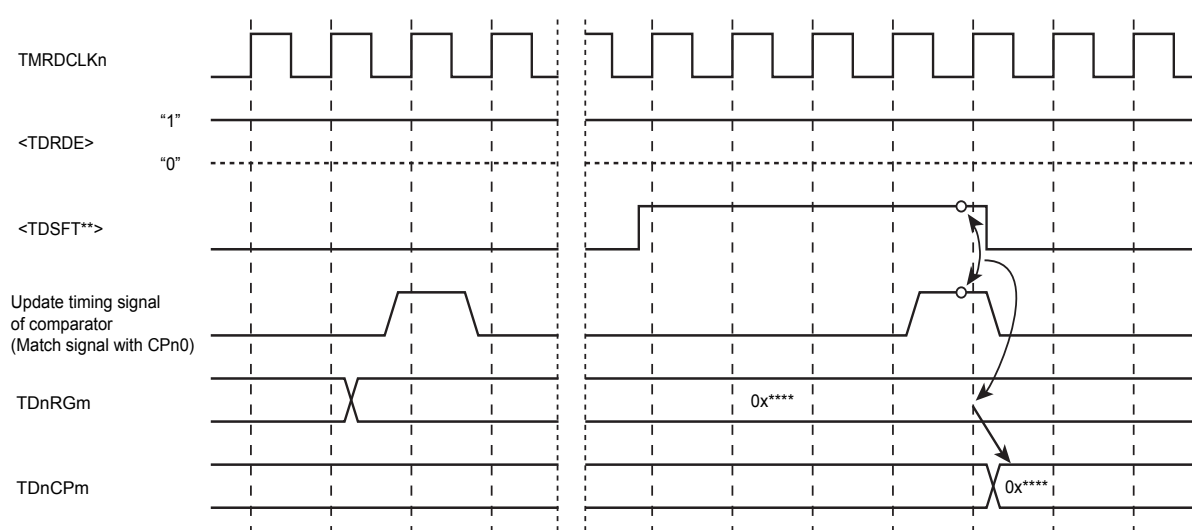 TMRDCLKn
“1”
<TDRDE>
“0”
<TDSFT**>
Update timing signal
of comparator
(Match signal with CPn0)
TDnRGm
0x****
TDnCPm
0x****